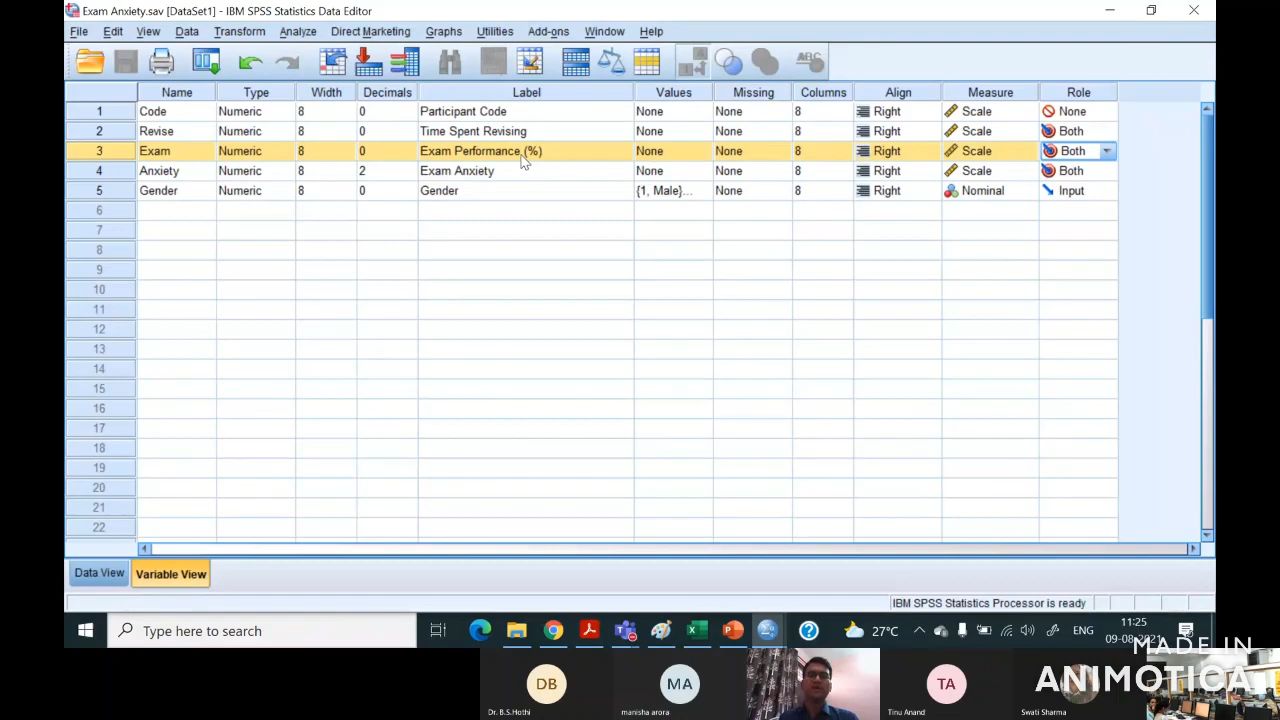 Exam Anxiety.sav [DataSet1] - IBM SPSS Statistics Data Editor
File Edit View Data Transform Analyze Direct Marketing Graphs Utilities Add-ons Window Help
Name Type Width Decimals Label Values Missing Columns Align Measure Role
1 Code Numeric 8 0 Participant Code None None 8 Right Scale None
2 Revise Numeric 8 0 Time Spent Revising None None 8 Right Scale Both
3 Exam Numeric 8 0 Exam Performance (%) None None 8 Right Scale Both
4 Anxiety Numeric 8 2 Exam Anxiety None None 8 Right Scale Both
5 Gender Numeric 8 0 Gender {1, Male}... None 8 Right Nominal Input
6
7
8
9
10
11
12
13
14
15
16
17
18
19
20
21
22
Data View Variable View
IBM SPSS Statistics Processor is ready
Type here to search
27°C ENG 11:25
09-08-2021
MADE IN
ANIMOTICA
DB MA TA
Dr. B.S.Hothi manisha arora Tinu Anand Swati Sharma